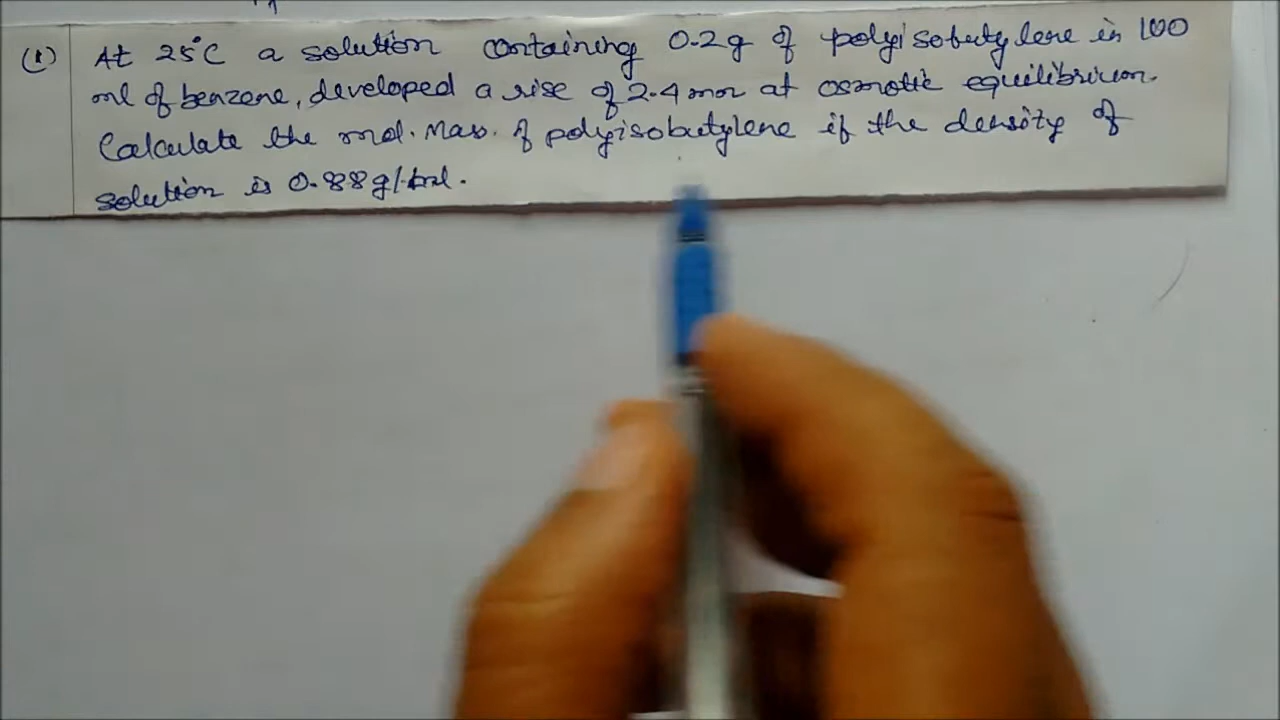 (1) At 25°C a solution containing 0.2g of polyisobutylene in 100
ml of benzene, developed a rise of 2.4 mm at osmotic equilibrium.
Calculate the mol. Mass. of polyisobutylene if the density of
solution is 0.88 g/ml.